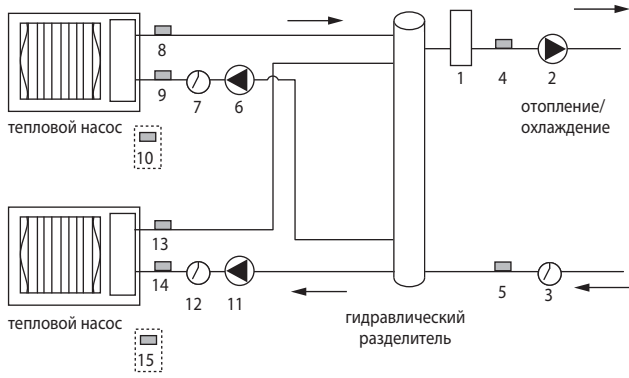 8
9
7
6
1
4
2
тепловой насос
10
отопление/
охлаждение
13
14
12
11
5
3
тепловой насос
15
гидравлический
разделитель